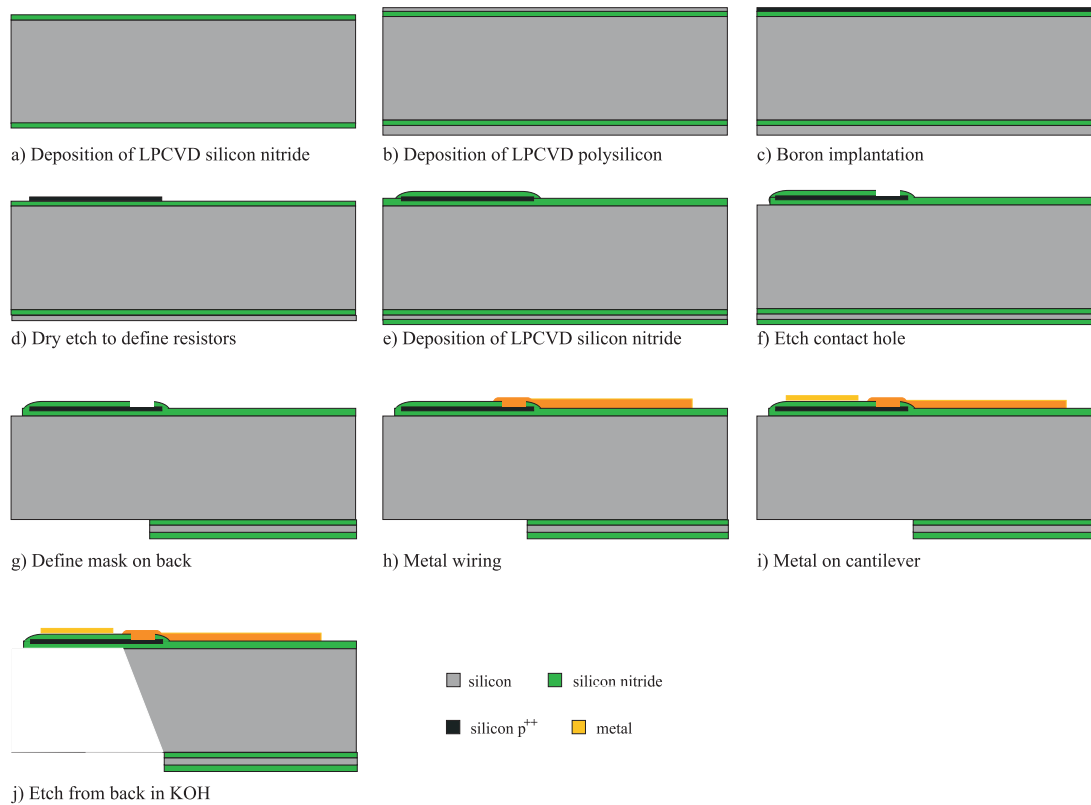 a) Deposition of LPCVD silicon nitride
b) Deposition of LPCVD polysilicon
c) Boron implantation
d) Dry etch to define resistors
e) Deposition of LPCVD silicon nitride
f) Etch contact hole
g) Define mask on back
h) Metal wiring
i) Metal on cantilever
silicon
silicon nitride
silicon p++
metal
j) Etch from back in KOH